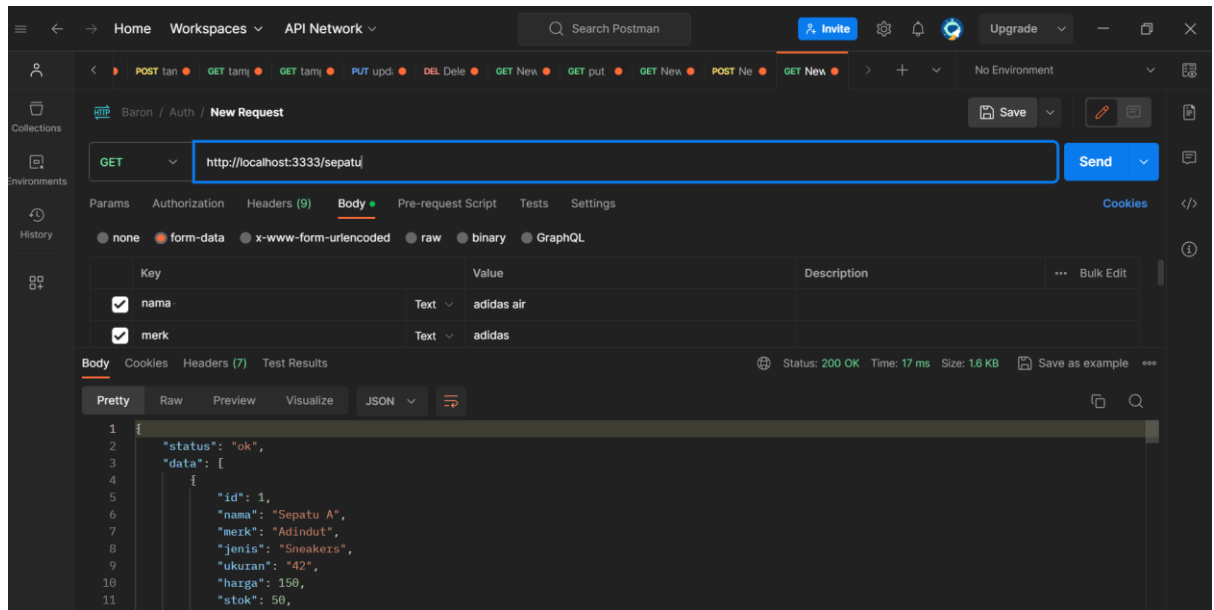 Home Workspaces API Network Search Postman Invite Upgrade
POST tan GET tam GET tam PUT upd DEL Dele GET New GET put GET New POST Ne GET New No Environment
HTTP Baron / Auth / New Request Save
Collections
GET http://localhost:3333/sepatu Send
Environments
Params Authorization Headers (9) Body Pre-request Script Tests Settings Cookies
History
none form-data x-www-form-urlencoded raw binary GraphQL
Key Value Description Bulk Edit
nama Text adidas air
merk Text adidas
Body Cookies Headers (7) Test Results Status: 200 OK Time: 17 ms Size: 1.6 KB Save as example
Pretty Raw Preview Visualize JSON
1 {
2 "status": "ok",
3 "data": [
4 {
5 "id": 1,
6 "nama": "Sepatu A",
7 "merk": "Adindut",
8 "jenis": "Sneakers",
9 "ukuran": "42",
10 "harga": 150,
11 "stok": 50,